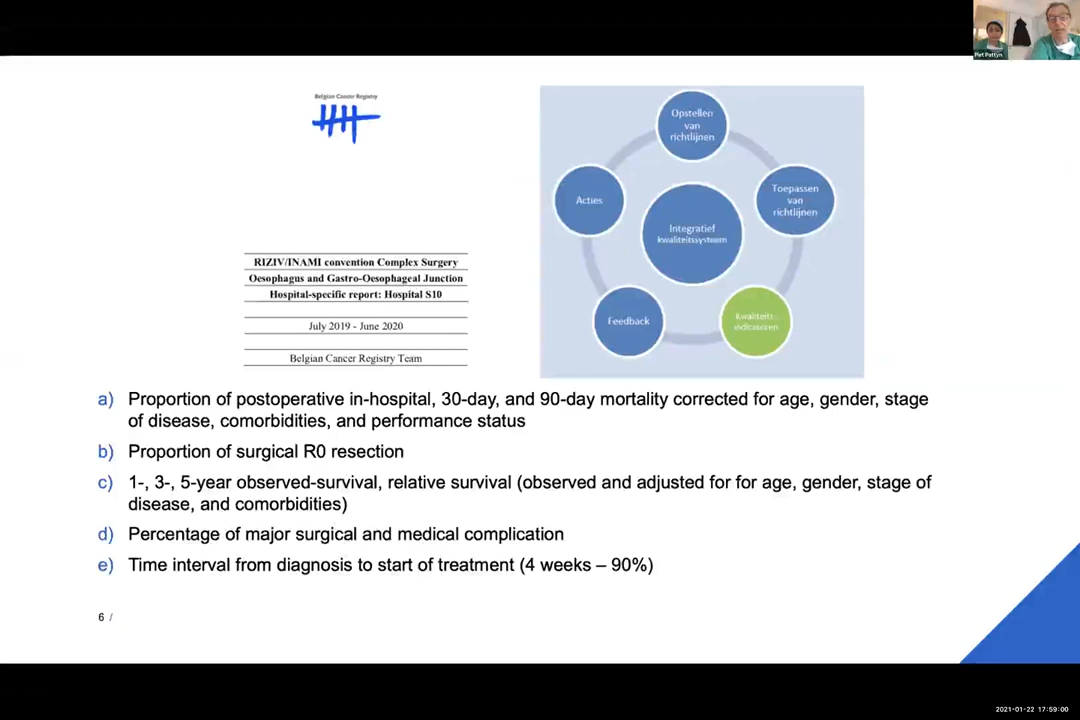 Piet Pattyn
Belgian Cancer Registry
RIZIV/INAMI convention Complex Surgery
Oesophagus and Gastro-Oesophageal Junction
Hospital-specific report: Hospital S10
July 2019 - June 2020
Belgian Cancer Registry Team
Opstellen
van
richtlijnen
Toepassen
van
richtlijnen
Acties
Integratief
kwaliteitssysteem
Feedback
kwaliteits
indicatoren
a) Proportion of postoperative in-hospital, 30-day, and 90-day mortality corrected for age, gender, stage
of disease, comorbidities, and performance status
b) Proportion of surgical R0 resection
c) 1-, 3-, 5-year observed-survival, relative survival (observed and adjusted for for age, gender, stage of
disease, and comorbidities)
d) Percentage of major surgical and medical complication
e) Time interval from diagnosis to start of treatment (4 weeks – 90%)
6 /
2021-01-22 17:59:00